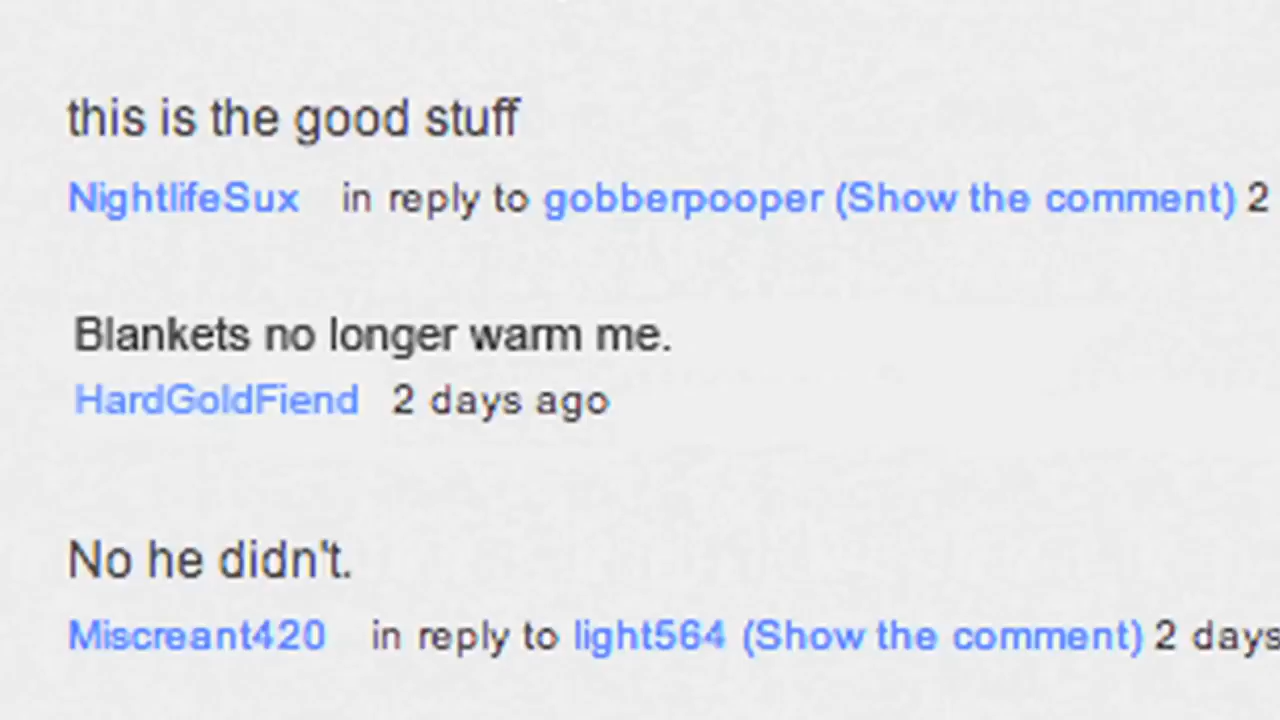 this is the good stuff
NightlifeSux in reply to gobberpooper (Show the comment) 2
Blankets no longer warm me.
HardGoldFiend 2 days ago
No he didn't.
Miscreant420 in reply to light564 (Show the comment) 2 days